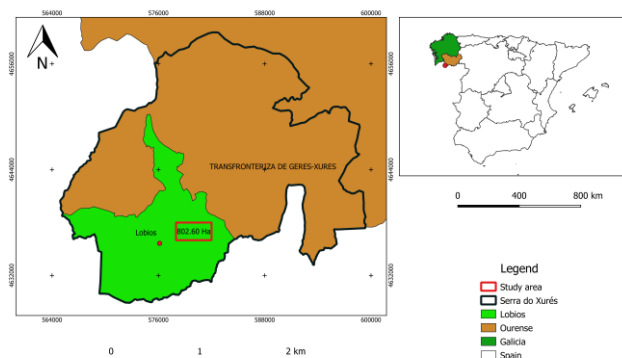 564000 576000 588000 600000
N
4656000 4656000
4644000 4644000
4632000 4632000
TRANSFRONTERIZA DE GERES-XURES
Lobios
802.60 Ha
564000 576000 588000 600000
0 1 2 km
0 400 800 km
Legend
Study area
Serra do Xurés
Lobios
Ourense
Galicia
Spain